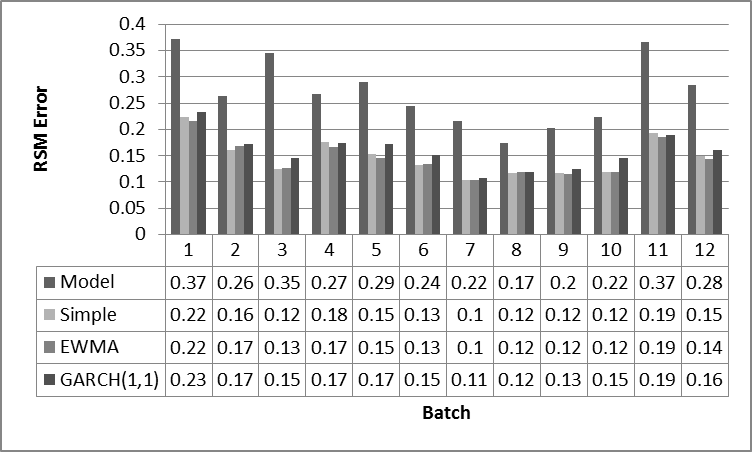 0.4
0.35
0.3
0.25
0.2
0.15
0.1
0.05
0
RSM Error
1 2 3 4 5 6 7 8 9 10 11 12
Model 0.37 0.26 0.35 0.27 0.29 0.24 0.22 0.17 0.2 0.22 0.37 0.28
Simple 0.22 0.16 0.12 0.18 0.15 0.13 0.1 0.12 0.12 0.12 0.19 0.15
EWMA 0.22 0.17 0.13 0.17 0.15 0.13 0.1 0.12 0.12 0.12 0.19 0.14
GARCH(1,1) 0.23 0.17 0.15 0.17 0.17 0.15 0.11 0.12 0.13 0.15 0.19 0.16
Batch